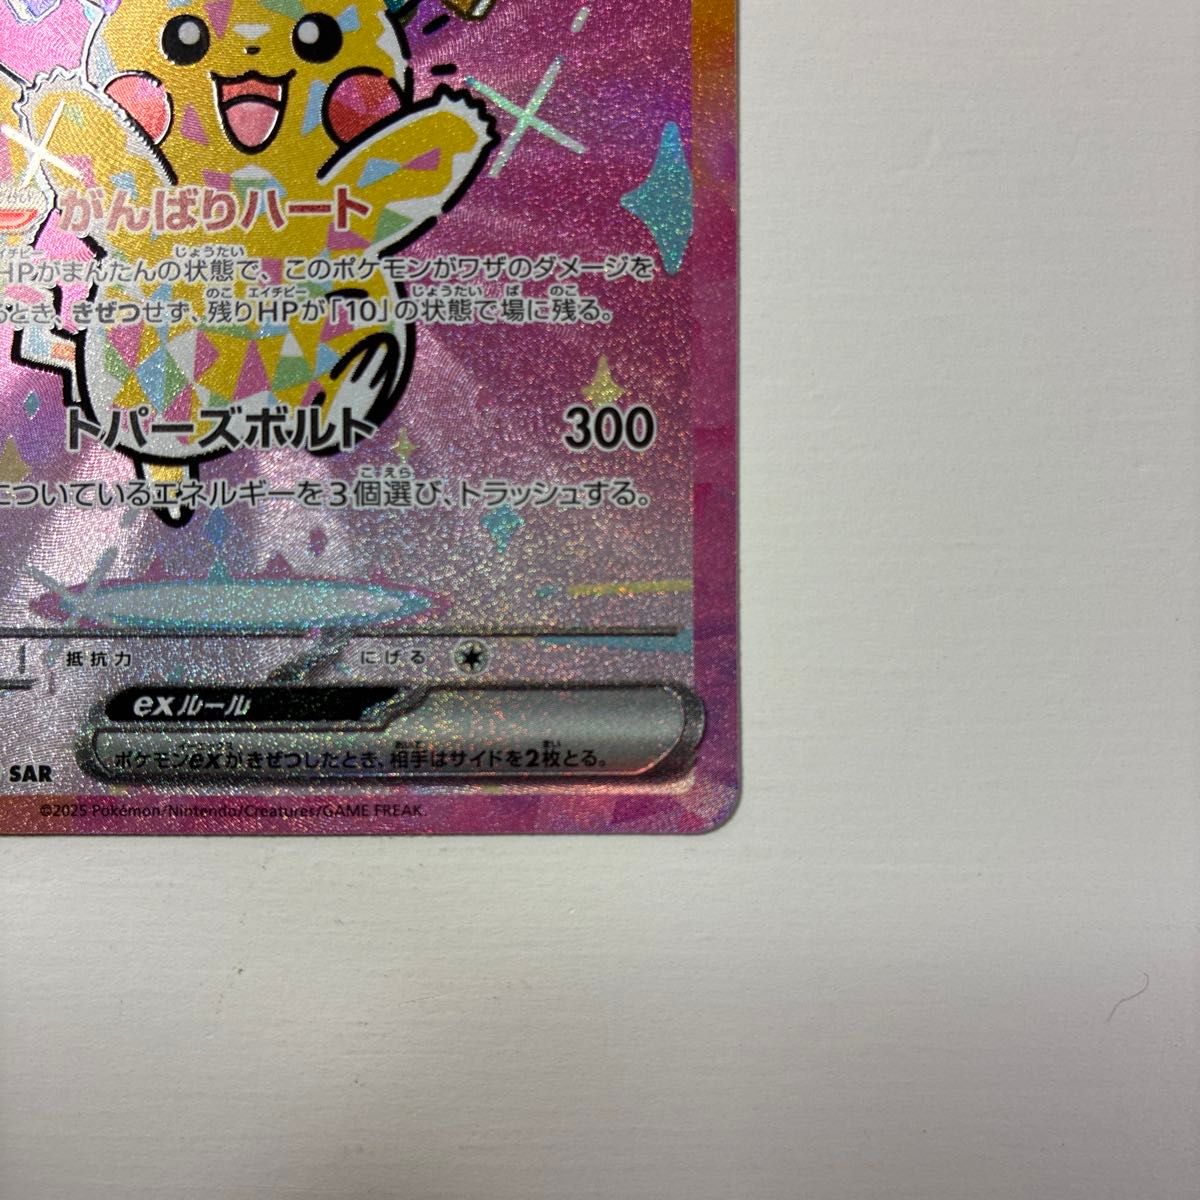 がんばりハート
HPがまんたんの状態で、このポケモンがワザのダメージを
とき、きぜつせず、残りHPが「10」の状態で場に残る。
トパーズボルト 300
についているエネルギーを3個選び、トラッシュする。
抵抗力 にげる
exルール
ポケモンexがきぜつしたとき、相手はサイドを2枚とる。
SAR
©2025 Pokémon/Nintendo/Creatures/GAME FREAK.